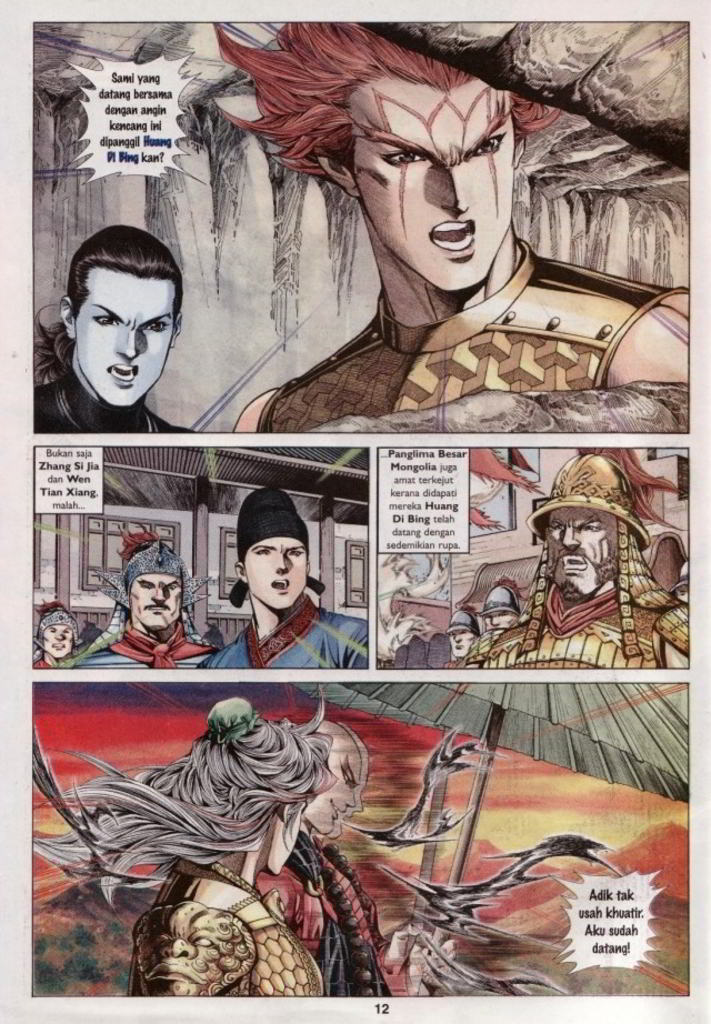 Sami yang
datang bersama
dengan angin
kencang ini
dipanggil Huang
Di Bing kan?
Bukan saja
Zhang Si Jia
dan Wen
Tian Xiang,
malah...
...Panglima Besar
Mongolia juga
amat terkejut
kerana didapati
mereka Huang
Di Bing telah
datang dengan
sedemikian rupa.
Adik tak
usah khuatir.
Aku sudah
datang!
12